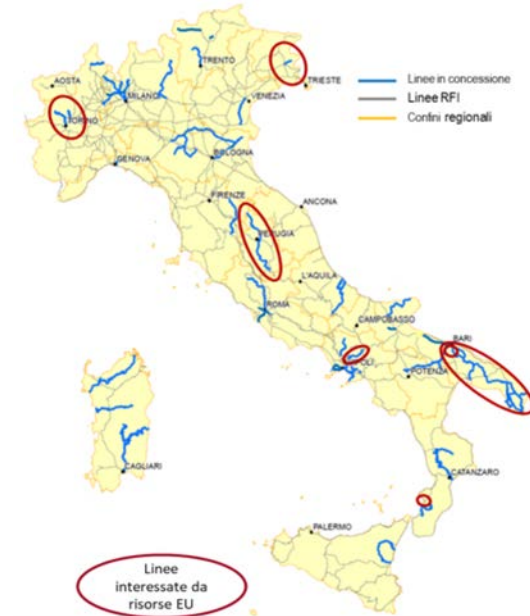 AOSTA
TRENTO
TRIESTE
MILANO
VENEZIA
TORINO
GENOVA
BOLOGNA
Linee in concessione
Linee RFI
Confini regionali
FIRENZE
ANCONA
PERUGIA
L'AQUILA
ROMA
CAMPOBASSO
BARI
POTENZA
CAGLIARI
CATANZARO
PALERMO
Linee
interessate da
risorse EU